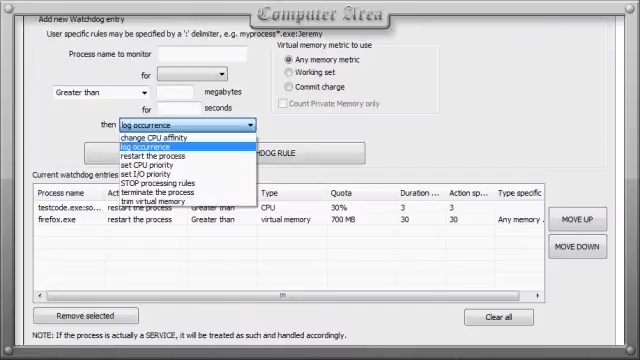 Computer Area
Add new Watchdog entry
User specific rules may be specified by a ':' delimiter, e.g. myprocess*.exe:Jeremy
Process name to monitor
Virtual memory metric to use
for
Any memory metric
Working set
Greater than
megabytes
Commit charge
for
seconds
Count Private Memory only
then
log occurrence
change CPU affinity
log occurrence
restart the process
HDOG RULE
set CPU priority
set I/O priority
STOP processing rules
terminate the process
trim virtual memory
Current watchdog entries
Process name
Type
Quota
Duration ...
Action sp...
Type specific
testcode.exe:so... restart the process Greater than CPU 30% 3 3
firefox.exe restart the process Greater than virtual memory 700 MB 30 30 Any memory ...
MOVE UP
MOVE DOWN
Remove selected
Clear all
NOTE: If the process is actually a SERVICE, it will be treated as such and handled accordingly.